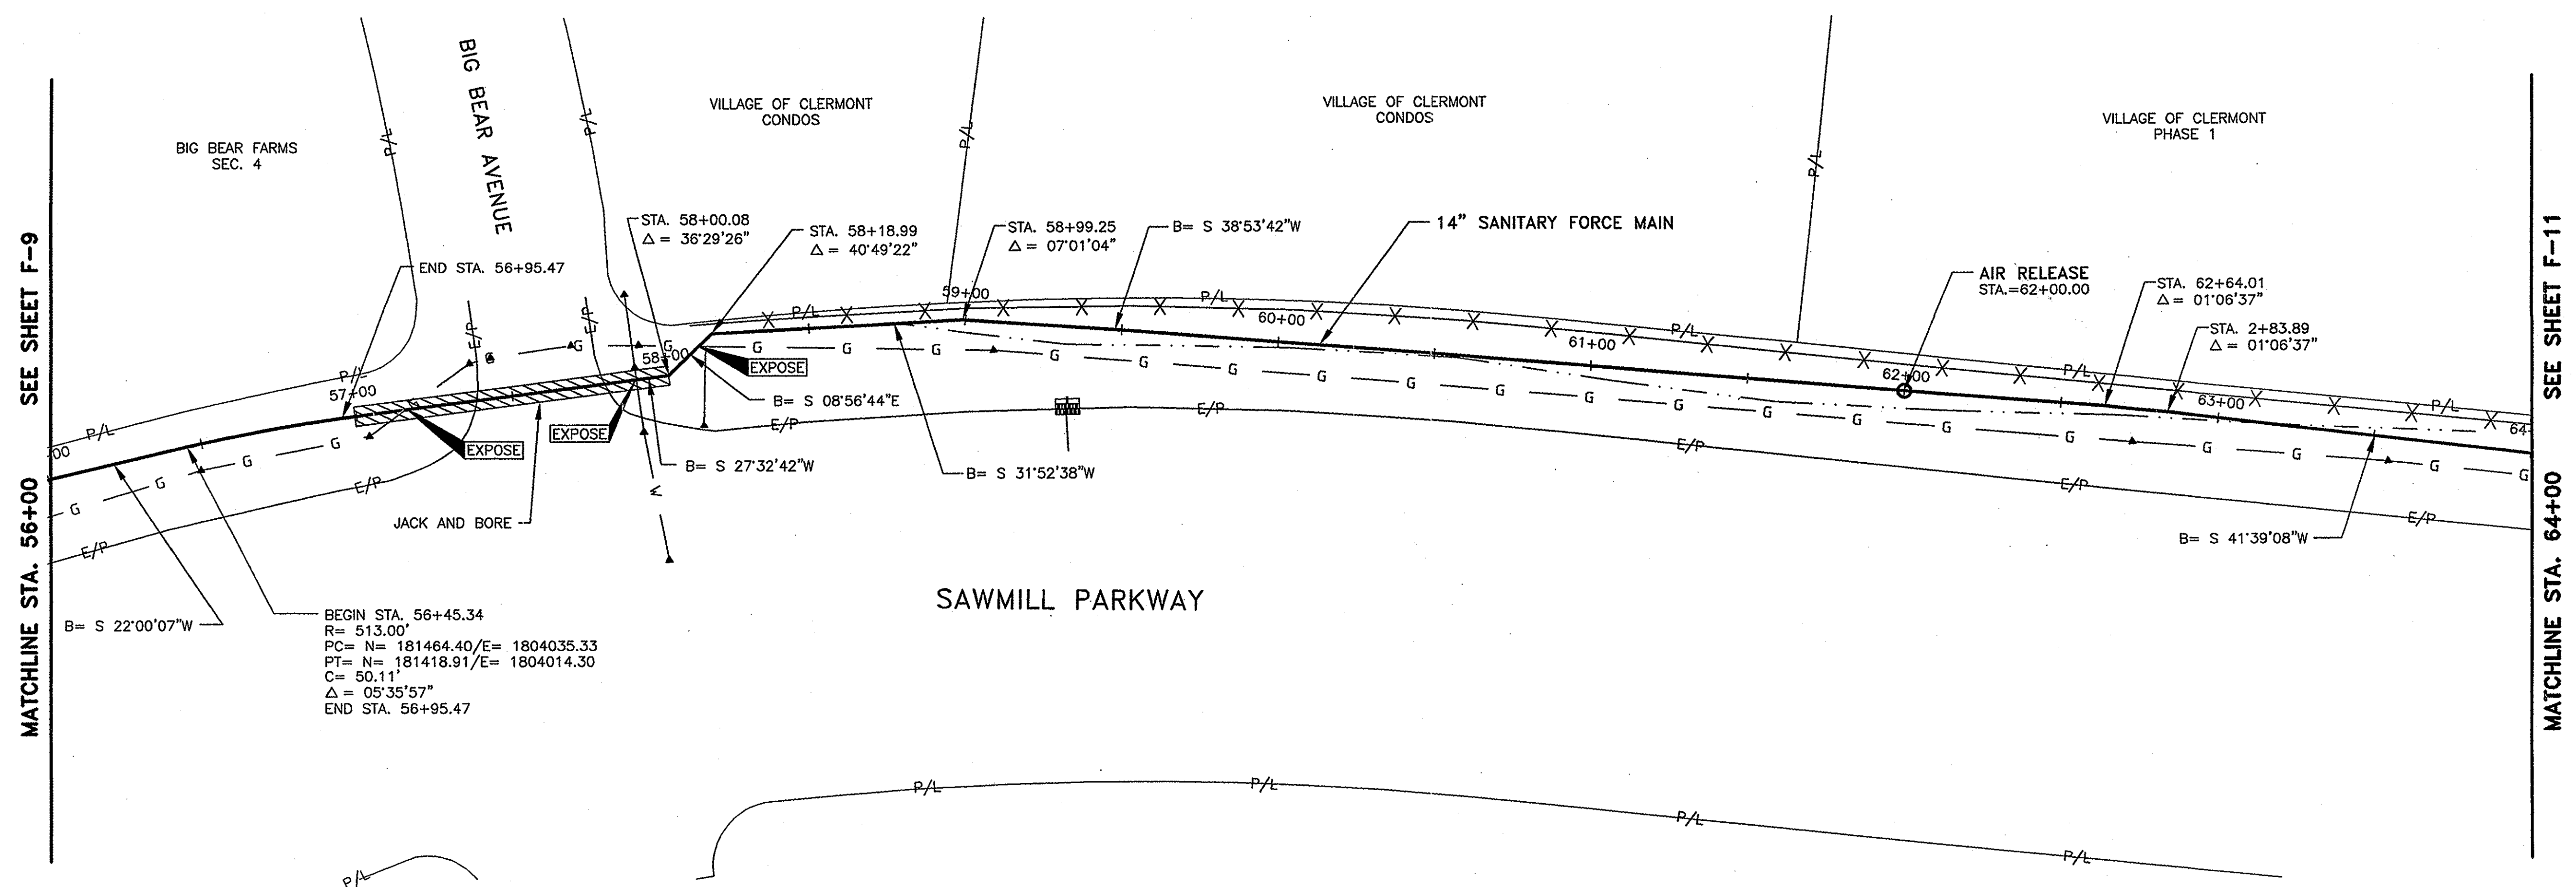 MATCHLINE STA. 56+00 SEE SHEET F-9
BIG BEAR FARMS
SEC. 4
BIG BEAR AVENUE
P/L
P/L
VILLAGE OF CLERMONT
CONDOS
P/L
VILLAGE OF CLERMONT
CONDOS
P/L
VILLAGE OF CLERMONT
PHASE 1
END STA. 56+95.47
STA. 58+00.08
Δ = 36°29'26"
STA. 58+18.99
Δ = 40°49'22"
STA. 58+99.25
Δ = 07°01'04"
B= S 38°53'42"W
14" SANITARY FORCE MAIN
AIR RELEASE
STA.=62+00.00
STA. 62+64.01
Δ = 01°06'37"
STA. 2+83.89
Δ = 01°06'37"
00
57+00
58+00
59+00
60+00
61+00
62+00
63+00
64
P/L
P/L
P/L
P/L
P/L
P/L
P/L
E/P
E/P
E/P
E/P
E/P
E/P
E/P
E/P
E/P
G G G G G G G G G G G G G G G G G G G G G G G G G
W
EXPOSE
EXPOSE
EXPOSE
B= S 08°56'44"E
B= S 27°32'42"W
B= S 31°52'38"W
JACK AND BORE
B= S 41°39'08"W
B= S 22°00'07"W
BEGIN STA. 56+45.34
R= 513.00'
PC= N= 181464.40/E= 1804035.33
PT= N= 181418.91/E= 1804014.30
C= 50.11'
Δ = 05°35'57"
END STA. 56+95.47
SAWMILL PARKWAY
P/L
P/L
P/L
P/L
P/L
MATCHLINE STA. 64+00 SEE SHEET F-11